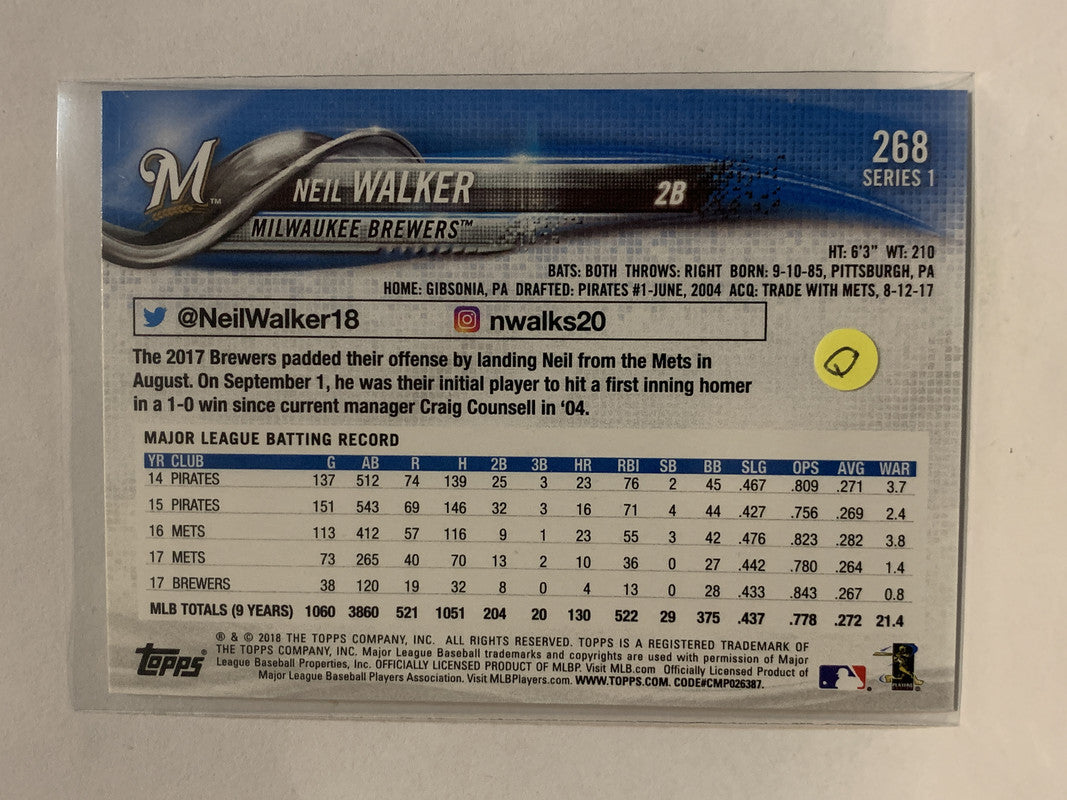 M™
268
SERIES 1
NEIL WALKER 2B
MILWAUKEE BREWERS™
HT: 6'3" WT: 210
BATS: BOTH THROWS: RIGHT BORN: 9-10-85, PITTSBURGH, PA
HOME: GIBSONIA, PA DRAFTED: PIRATES #1-JUNE, 2004 ACQ: TRADE WITH METS, 8-12-17
@NeilWalker18 nwalks20
Q
The 2017 Brewers padded their offense by landing Neil from the Mets in
August. On September 1, he was their initial player to hit a first inning homer
in a 1-0 win since current manager Craig Counsell in '04.
MAJOR LEAGUE BATTING RECORD
YR CLUB G AB R H 2B 3B HR RBI SB BB SLG OPS AVG WAR
14 PIRATES 137 512 74 139 25 3 23 76 2 45 .467 .809 .271 3.7
15 PIRATES 151 543 69 146 32 3 16 71 4 44 .427 .756 .269 2.4
16 METS 113 412 57 116 9 1 23 55 3 42 .476 .823 .282 3.8
17 METS 73 265 40 70 13 2 10 36 0 27 .442 .780 .264 1.4
17 BREWERS 38 120 19 32 8 0 4 13 0 28 .433 .843 .267 0.8
MLB TOTALS (9 YEARS) 1060 3860 521 1051 204 20 130 522 29 375 .437 .778 .272 21.4
® & © 2018 THE TOPPS COMPANY, INC. ALL RIGHTS RESERVED. TOPPS IS A REGISTERED TRADEMARK OF
THE TOPPS COMPANY, INC. Major League Baseball trademarks and copyrights are used with permission of Major
League Baseball Properties, Inc. OFFICIALLY LICENSED PRODUCT OF MLBP. Visit MLB.com Officially Licensed Product of
Major League Baseball Players Association. Visit MLBPlayers.com. WWW.TOPPS.COM. CODE#CMP026387.
Topps®